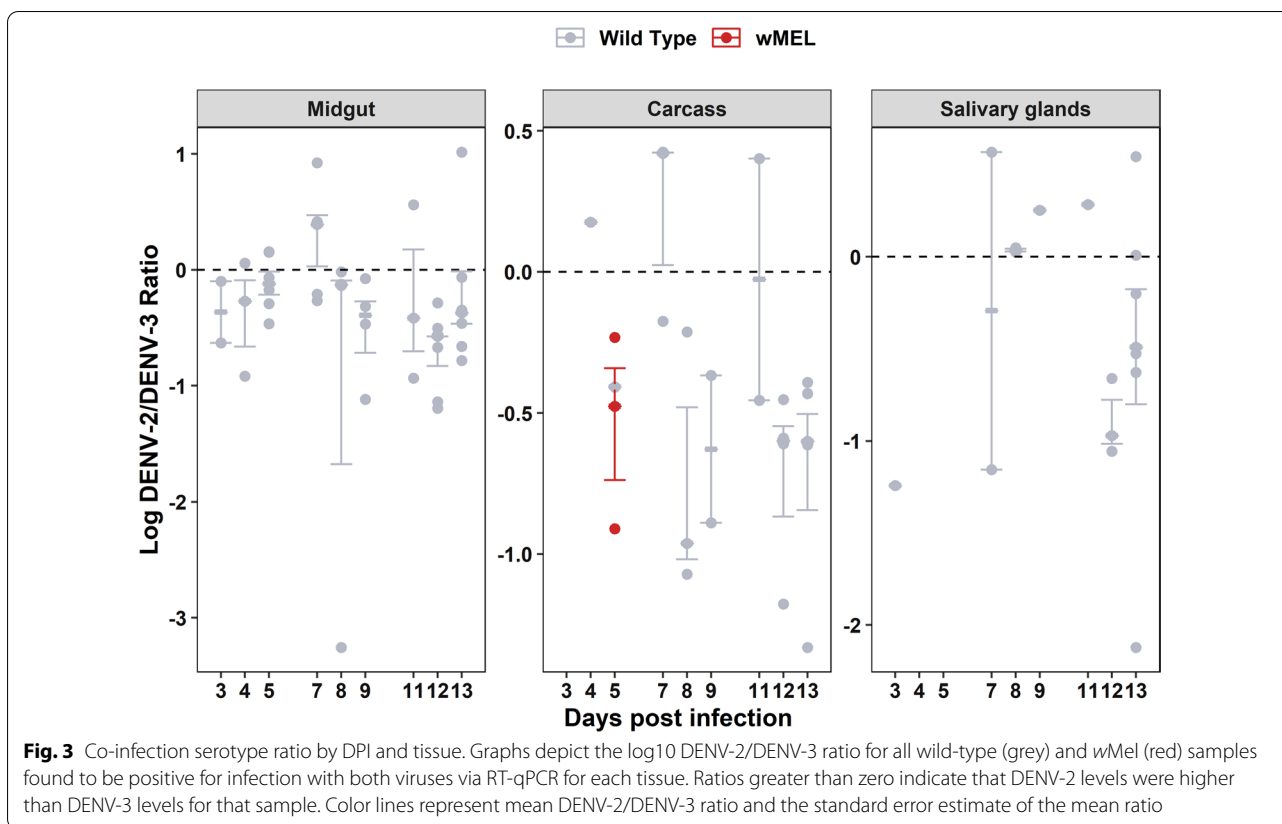 Wild Type wMEL
Midgut Carcass Salivary glands
Log DENV-2/DENV-3 Ratio
1
0
-1
-2
-3
0.5
0.0
-0.5
-1.0
0
-1
-2
3 4 5 7 8 9 11 12 13
3 4 5 7 8 9 11 12 13
3 4 5 7 8 9 11 12 13
Days post infection
Fig. 3 Co-infection serotype ratio by DPI and tissue. Graphs depict the log10 DENV-2/DENV-3 ratio for all wild-type (grey) and wMel (red) samples
found to be positive for infection with both viruses via RT-qPCR for each tissue. Ratios greater than zero indicate that DENV-2 levels were higher
than DENV-3 levels for that sample. Color lines represent mean DENV-2/DENV-3 ratio and the standard error estimate of the mean ratio